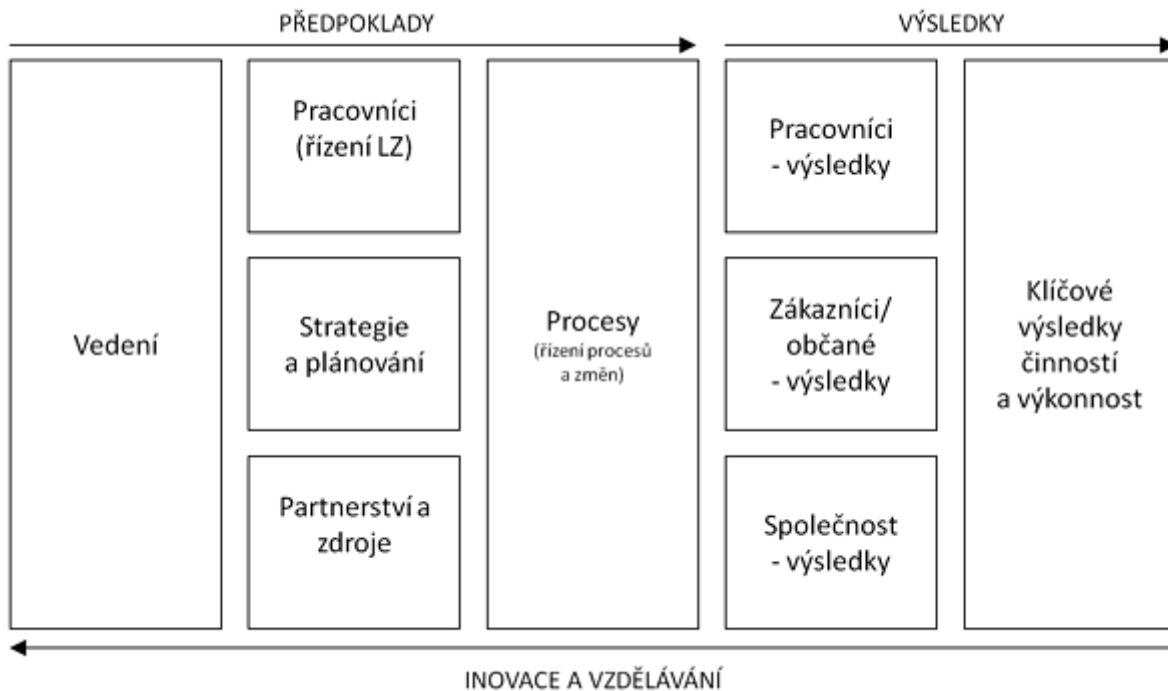 PŘEDPOKLADY
VÝSLEDKY
Vedení
Pracovníci
(řízení LZ)
Strategie
a plánování
Partnerství a
zdroje
Procesy
(řízení procesů
a změn)
Pracovníci
- výsledky
Zákazníci/
občané
- výsledky
Společnost
- výsledky
Klíčové
výsledky
činností
a výkonnost
INOVACE A VZDĚLÁVÁNÍ